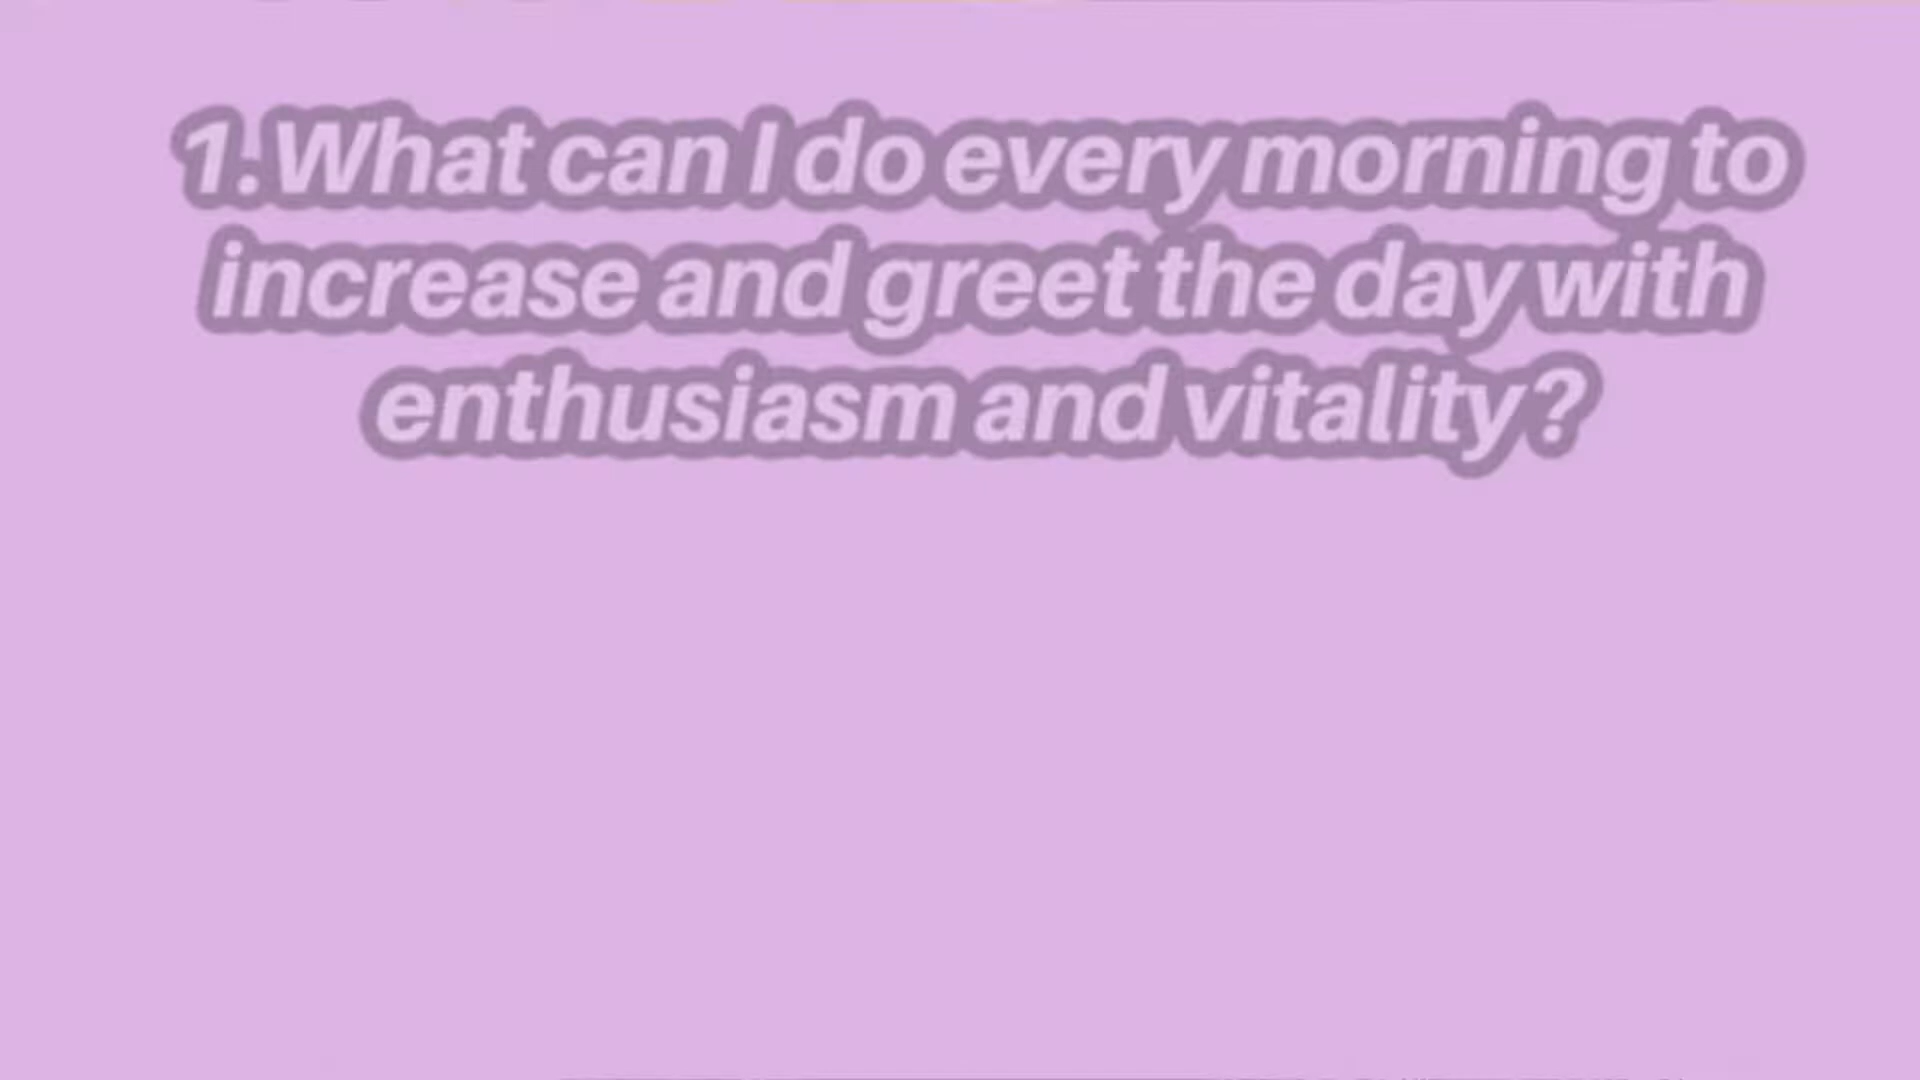 1.What can I do every morning to
increase and greet the day with
enthusiasm and vitality?